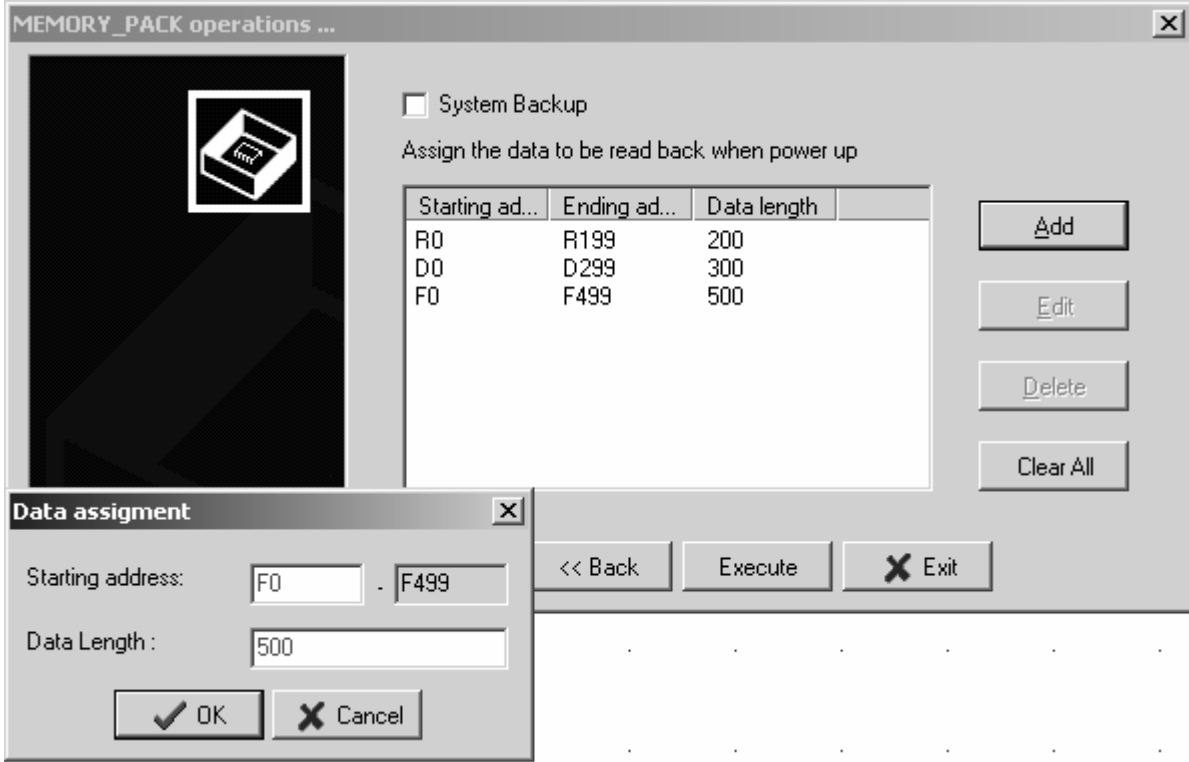 MEMORY_PACK operations ...
System Backup
Assign the data to be read back when power up
Starting ad... Ending ad... Data length
R0 R199 200
D0 D299 300
F0 F499 500
Add
Edit
Delete
Clear All
<< Back Execute Exit
Data assigment
Starting address: F0 - F499
Data Length : 500
OK Cancel